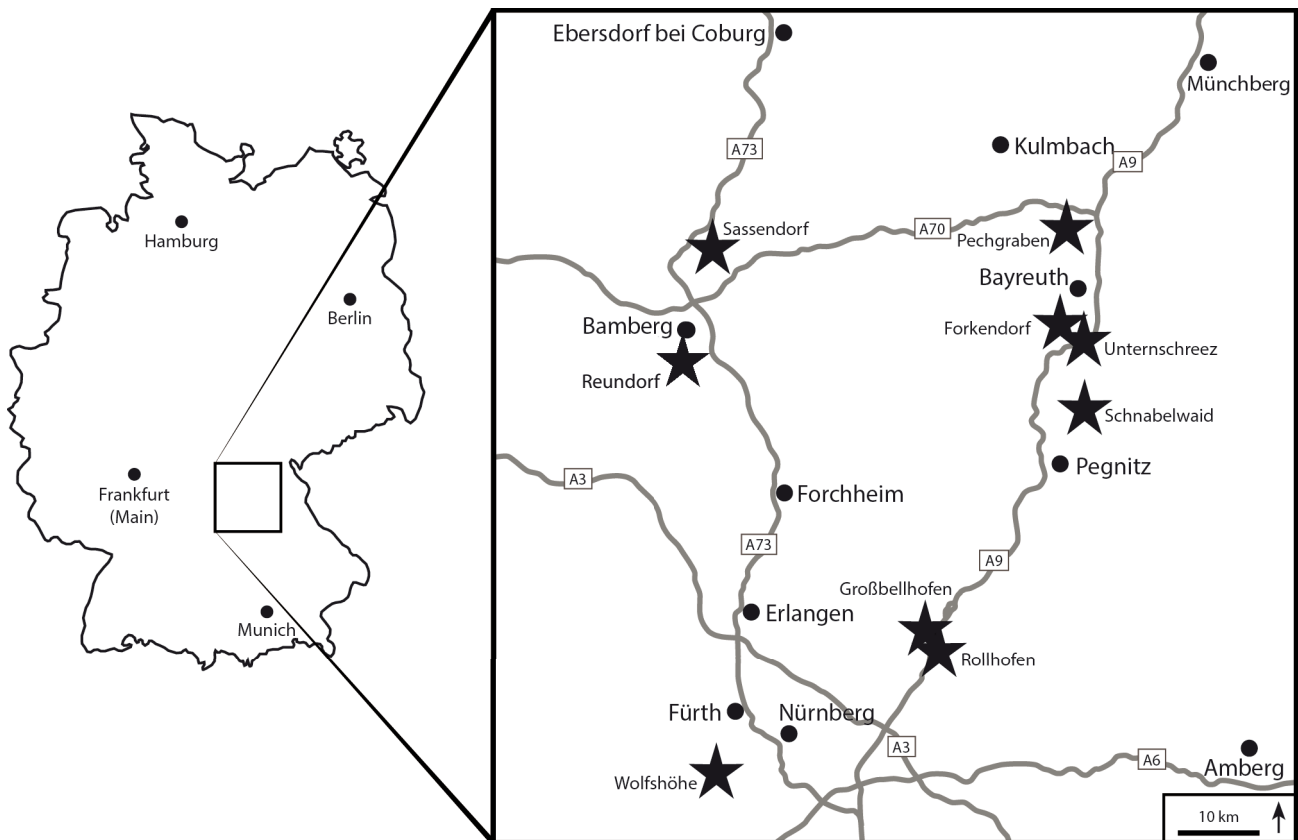 Hamburg
Berlin
Frankfurt
(Main)
Munich
Ebersdorf bei Coburg
Münchberg
A73
Kulmbach
A9
Sassendorf
A70
Pechgraben
Bayreuth
Bamberg
Forkendorf
Unternschreez
Reundorf
Schnabelwaid
Pegnitz
A3
Forchheim
A73
A9
Großbellhofen
Erlangen
Rollhofen
Fürth
Nürnberg
A3
A6
Amberg
Wolfshöhe
10 km